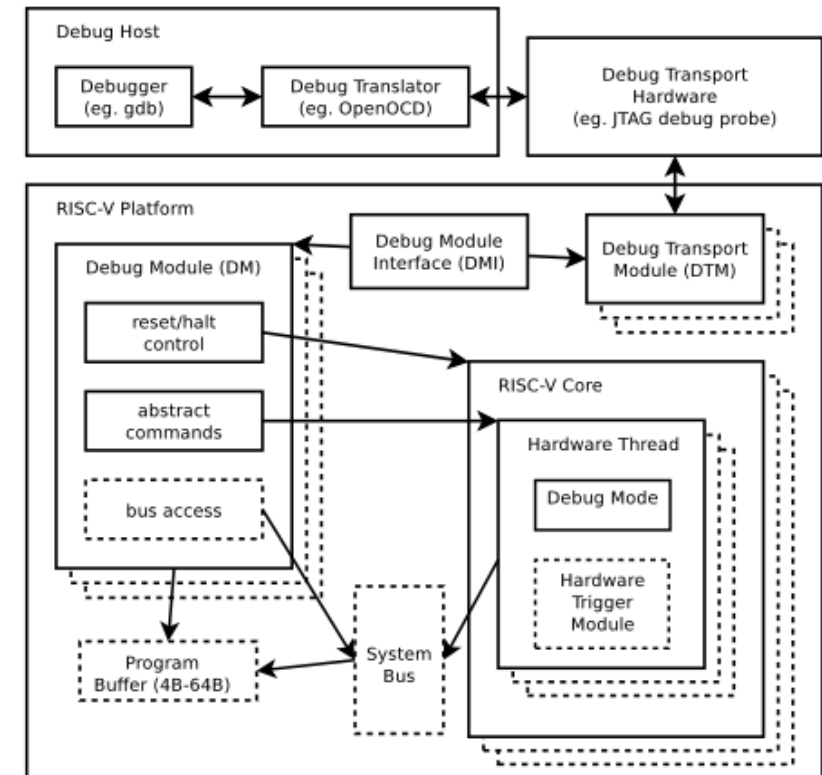 Debug Host
Debugger
(eg. gdb)
Debug Translator
(eg. OpenOCD)
Debug Transport
Hardware
(eg. JTAG debug probe)
RISC-V Platform
Debug Module (DM)
Debug Module
Interface (DMI)
Debug Transport
Module (DTM)
reset/halt
control
abstract
commands
bus access
RISC-V Core
Hardware Thread
Debug Mode
Hardware
Trigger
Module
Program
Buffer (4B-64B)
System
Bus